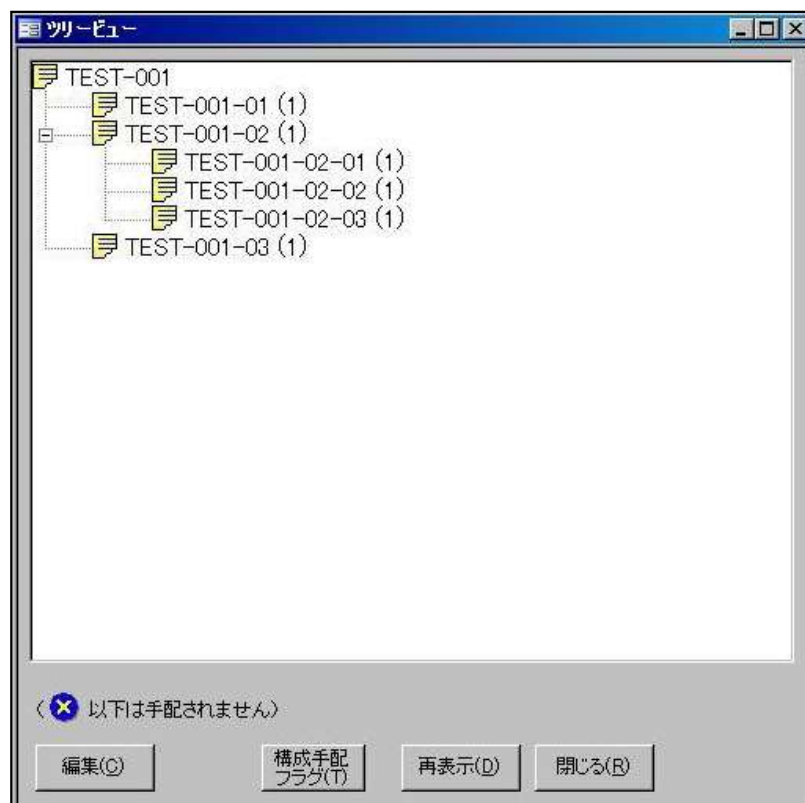 ツリービュー
TEST-001
TEST-001-01 (1)
TEST-001-02 (1)
TEST-001-02-01 (1)
TEST-001-02-02 (1)
TEST-001-02-03 (1)
TEST-001-03 (1)
( 以下は手配されません)
編集(C)
構成手配
フラグ(T)
再表示(D)
閉じる(R)